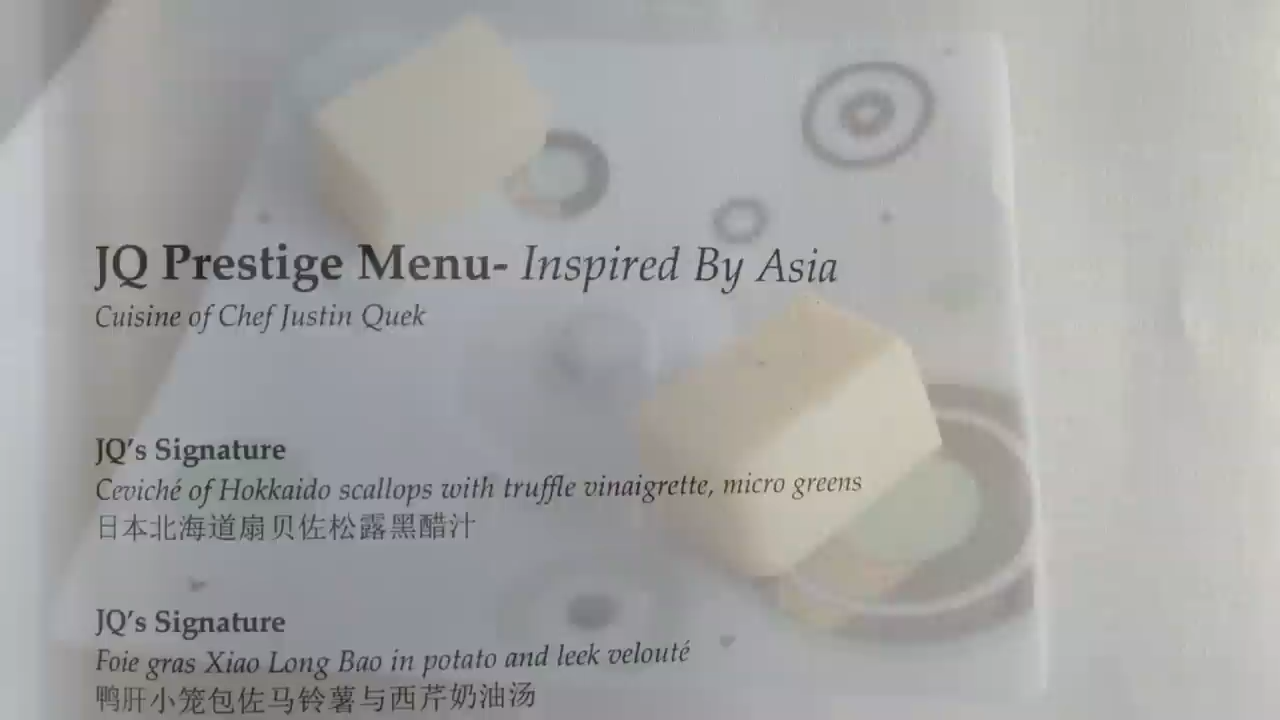 JQ Prestige Menu- Inspired By Asia
Cuisine of Chef Justin Quek
JQ's Signature
Ceviché of Hokkaido scallops with truffle vinaigrette, micro greens
日本北海道扇贝佐松露黑醋汁
JQ's Signature
Foie gras Xiao Long Bao in potato and leek velouté
鸭肝小笼包佐马铃薯与西芹奶油汤